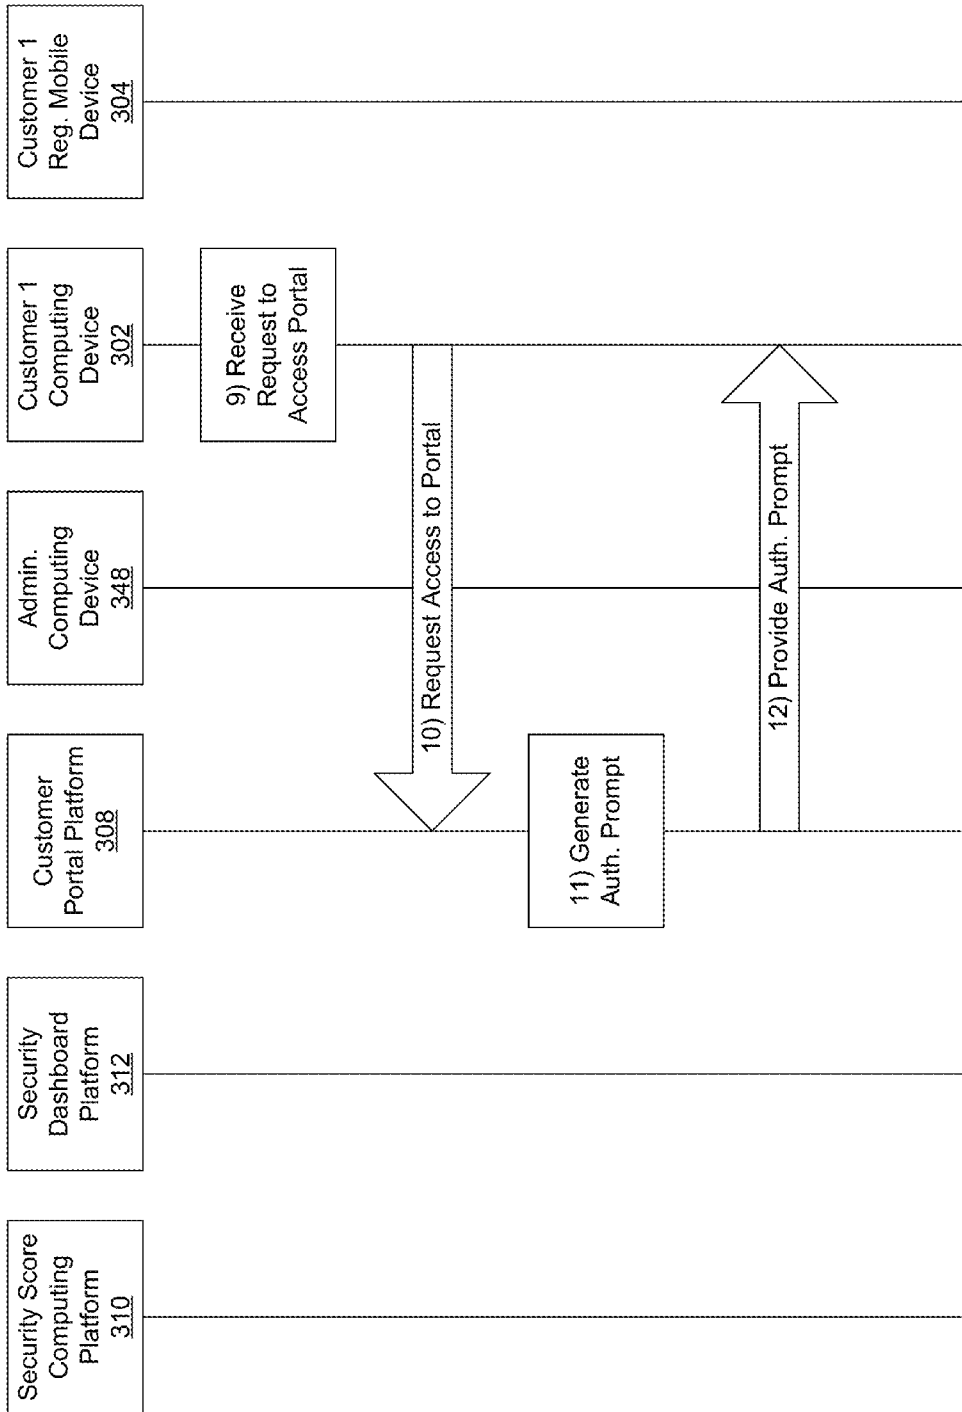 Security Score
Computing
Platform
310
Security
Dashboard
Platform
312
Customer
Portal Platform
308
Admin.
Computing
Device
348
Customer 1
Computing
Device
302
Customer 1
Reg. Mobile
Device
304
9) Receive
Request to
Access Portal
10) Request Access to Portal
11) Generate
Auth. Prompt
12) Provide Auth. Prompt